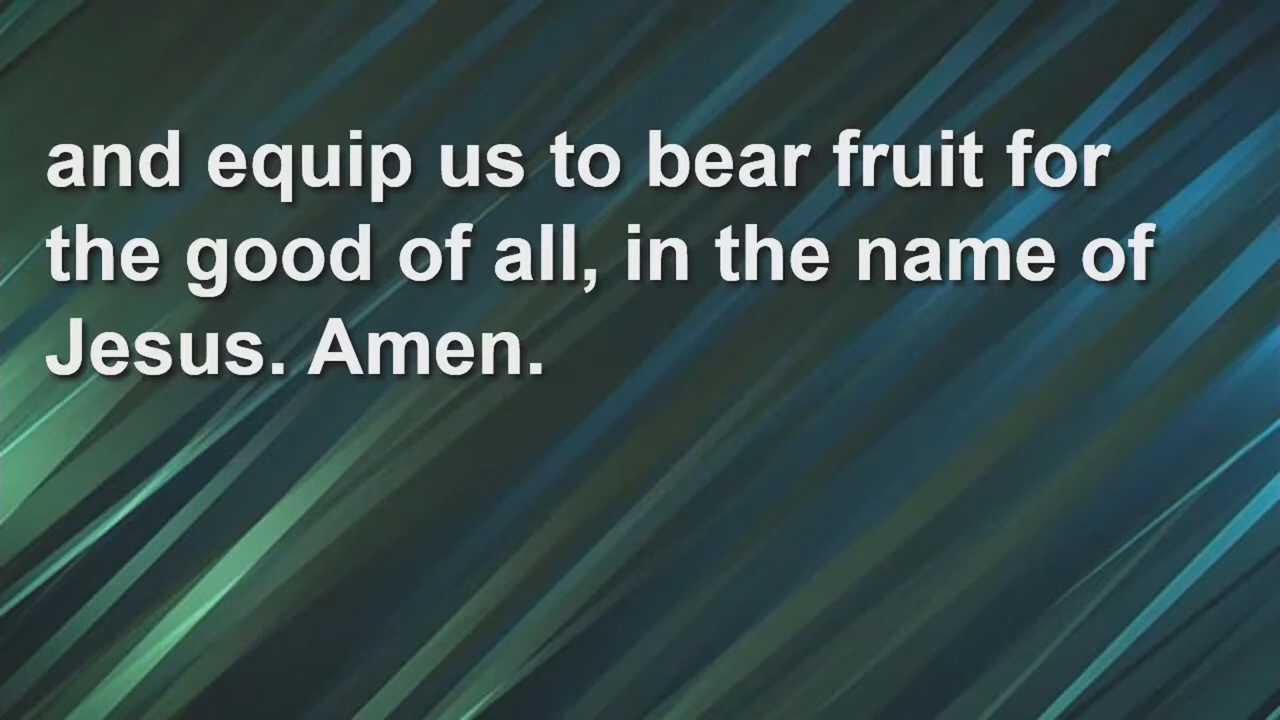 and equip us to bear fruit for
the good of all, in the name of
Jesus. Amen.